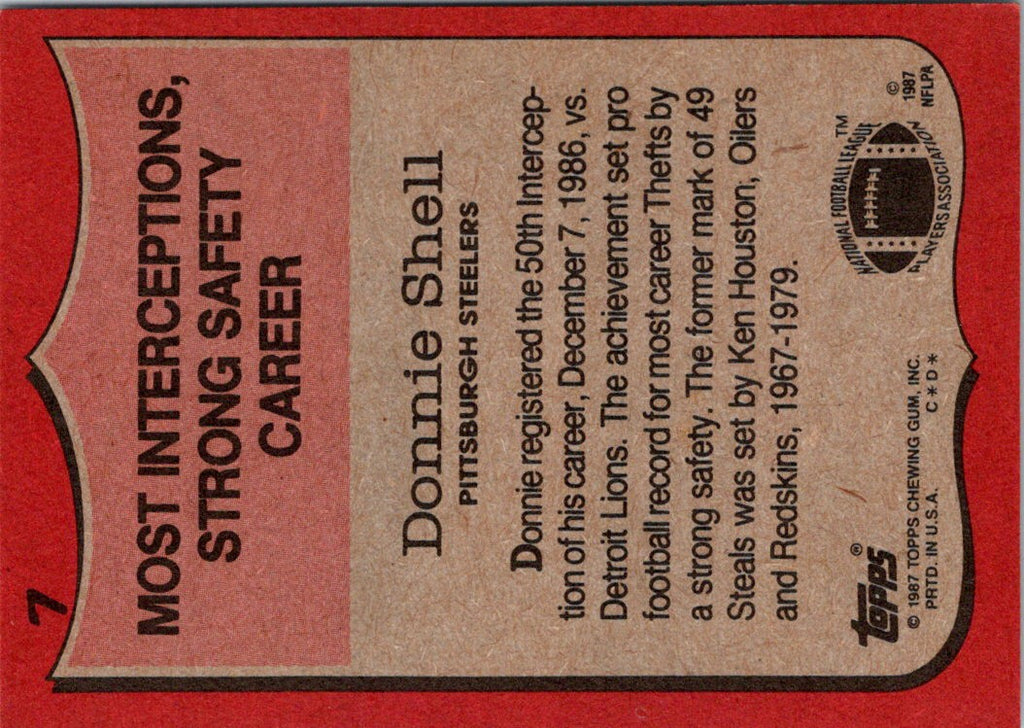 7
MOST INTERCEPTIONS,
STRONG SAFETY
CAREER
Donnie Shell
PITTSBURGH STEELERS
Donnie registered the 50th Intercep-
tion of his career, December 7, 1986, vs.
Detroit Lions. The achievement set pro
football record for most career Thefts by
a strong safety. The former mark of 49
Steals was set by Ken Houston, Oilers
and Redskins, 1967-1979.
TOPPS®
© 1987 TOPPS CHEWING GUM, INC.
PRTD. IN U.S.A. C*D*
NATIONAL FOOTBALL LEAGUE™
PLAYERS ASSOCIATION
©
1987
NFLPA